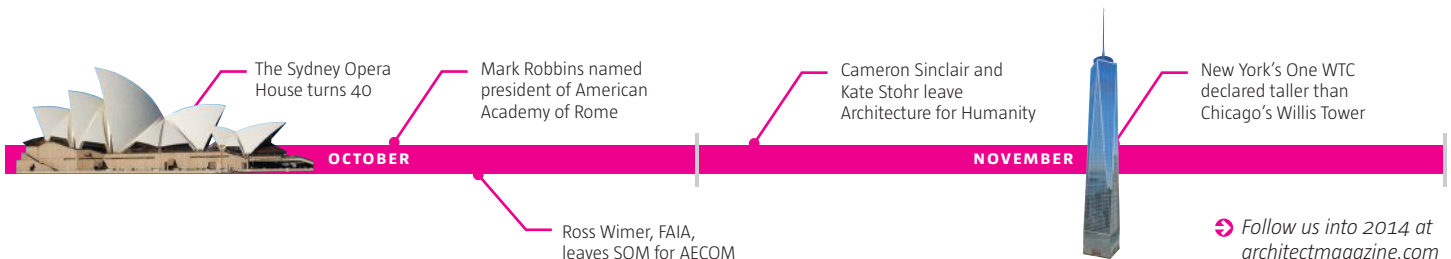 The Sydney Opera
House turns 40
Mark Robbins named
president of American
Academy of Rome
Cameron Sinclair and
Kate Stohr leave
Architecture for Humanity
New York’s One WTC
declared taller than
Chicago’s Willis Tower
OCTOBER
NOVEMBER
Ross Wimer, FAIA,
leaves SOM for AECOM
Follow us into 2014 at
architectmagazine.com